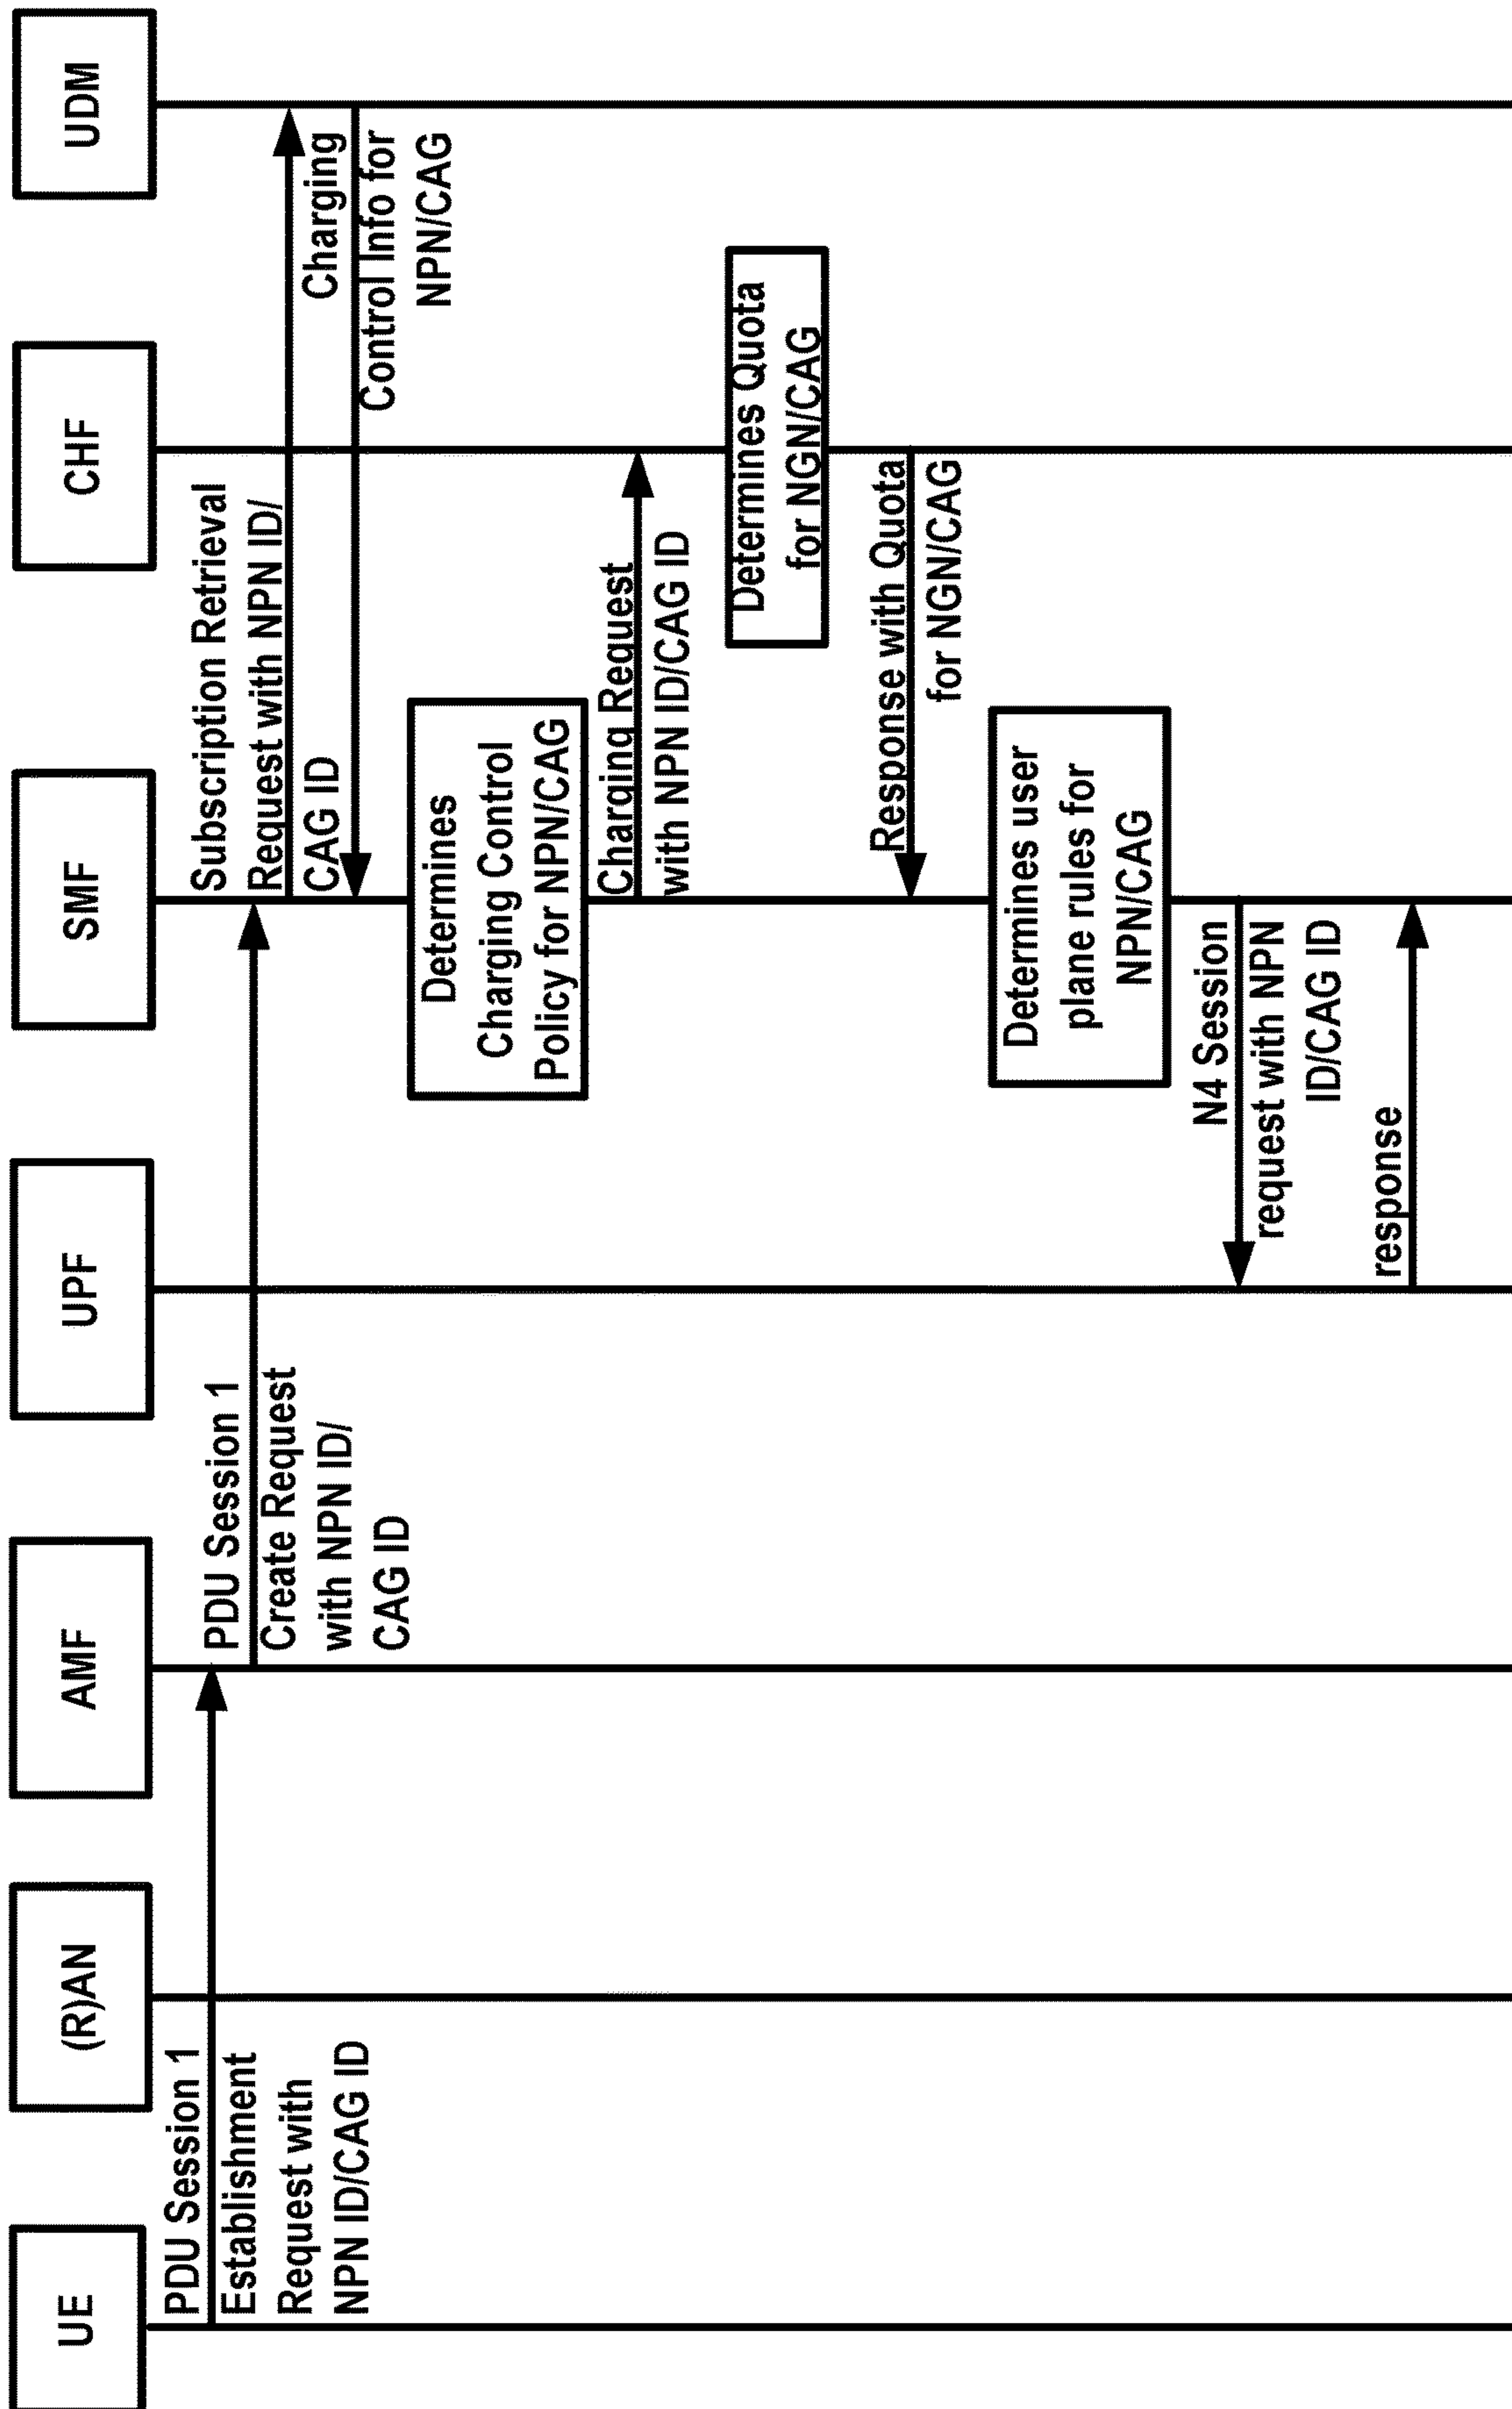 UE
(R)AN
AMF
UPF
SMF
CHF
UDM
PDU Session 1
Establishment
Request with
NPN ID/CAG ID
PDU Session 1
Create Request
with NPN ID/
CAG ID
Subscription Retrieval
Request with NPN ID/
CAG ID
Charging
Control Info for
NPN/CAG
Determines
Charging Control
Policy for NPN/CAG
Charging Request
with NPN ID/CAG ID
Determines Quota
for NGN/CAG
Response with Quota
for NGN/CAG
Determines user
plane rules for
NPN/CAG
N4 Session
request with NPN
ID/CAG ID
response